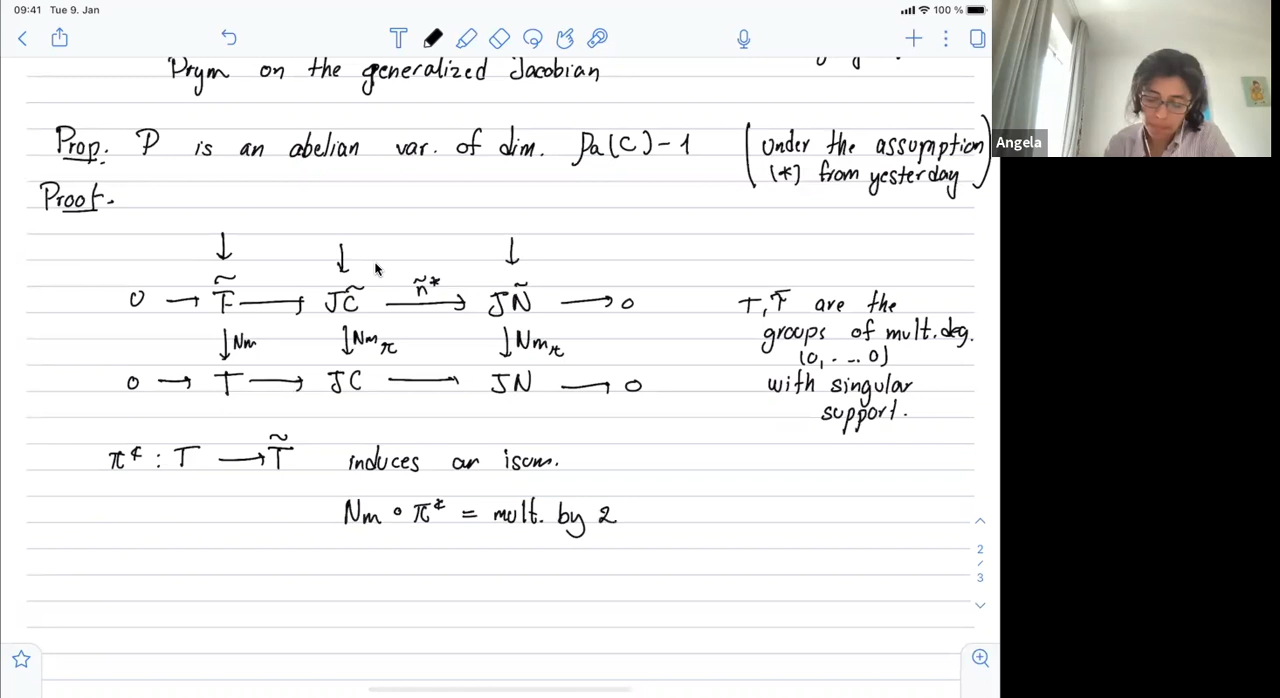 09:41 Tue 9. Jan
100 %
Prym on the generalized Jacobian
Prop. P is an abelian var. of dim. Pa(C)-1 (under the assumption
(*) from yesterday)
Proof.
↓ ↓ ↓
0 → T̃ → JC̃ →ñ* JÑ → 0
↓Nm ↓Nmπ ↓Nmπ
0 → T → JC → JN → 0
T, T̃ are the
groups of mult. deg.
(0, ... 0)
with singular
support.
π* : T → T̃ induces an isom.
Nm ∘ π* = mult. by 2
Angela
2
/
3